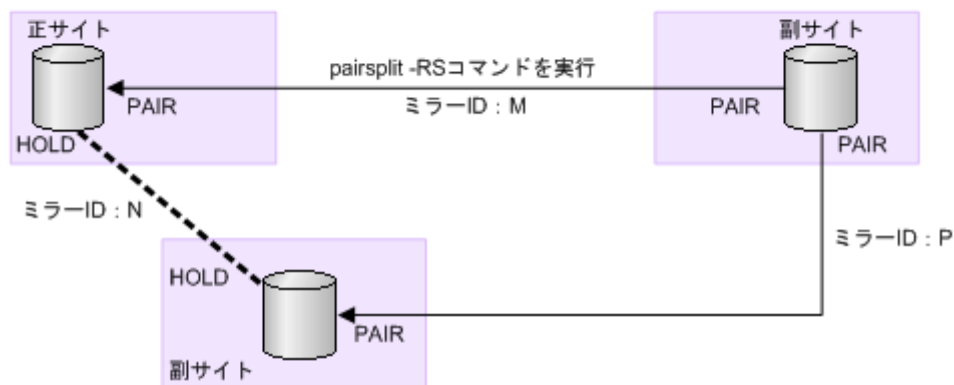 正サイト
副サイト
pairsplit -RSコマンドを実行
PAIR
ミラーID：M
PAIR
HOLD
PAIR
ミラーID：N
ミラーID：P
HOLD
PAIR
副サイト